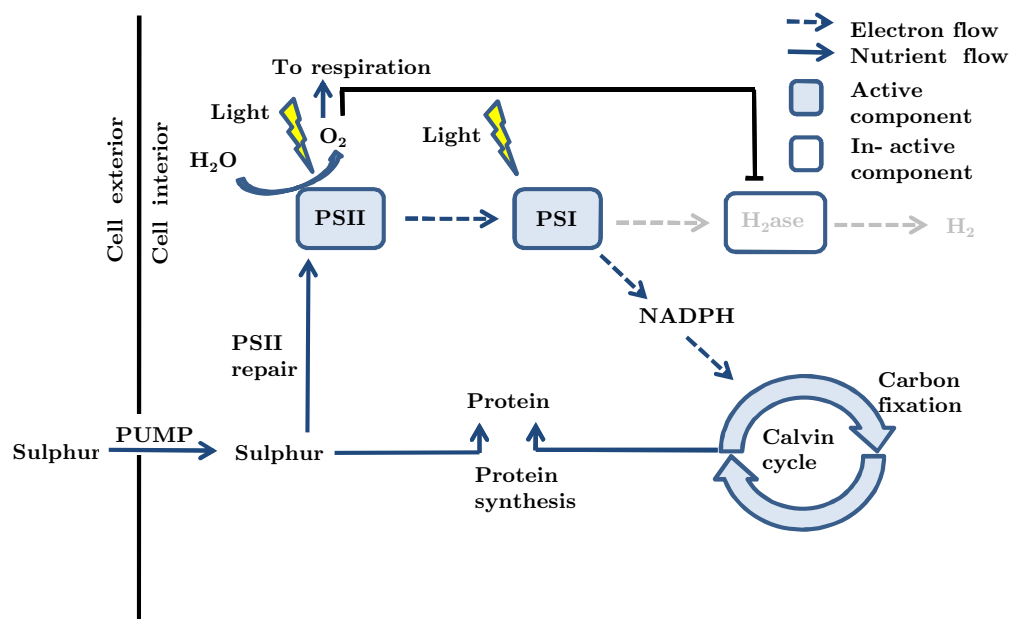 Electron flow
Nutrient flow
Active
component
In- active
component
To respiration
Light
O₂
H₂O
Light
PSII
PSI
H₂ase
H₂
Cell exterior
Cell interior
NADPH
PSII
repair
Protein
Carbon
fixation
Calvin
cycle
Sulphur
PUMP
Sulphur
Protein
synthesis